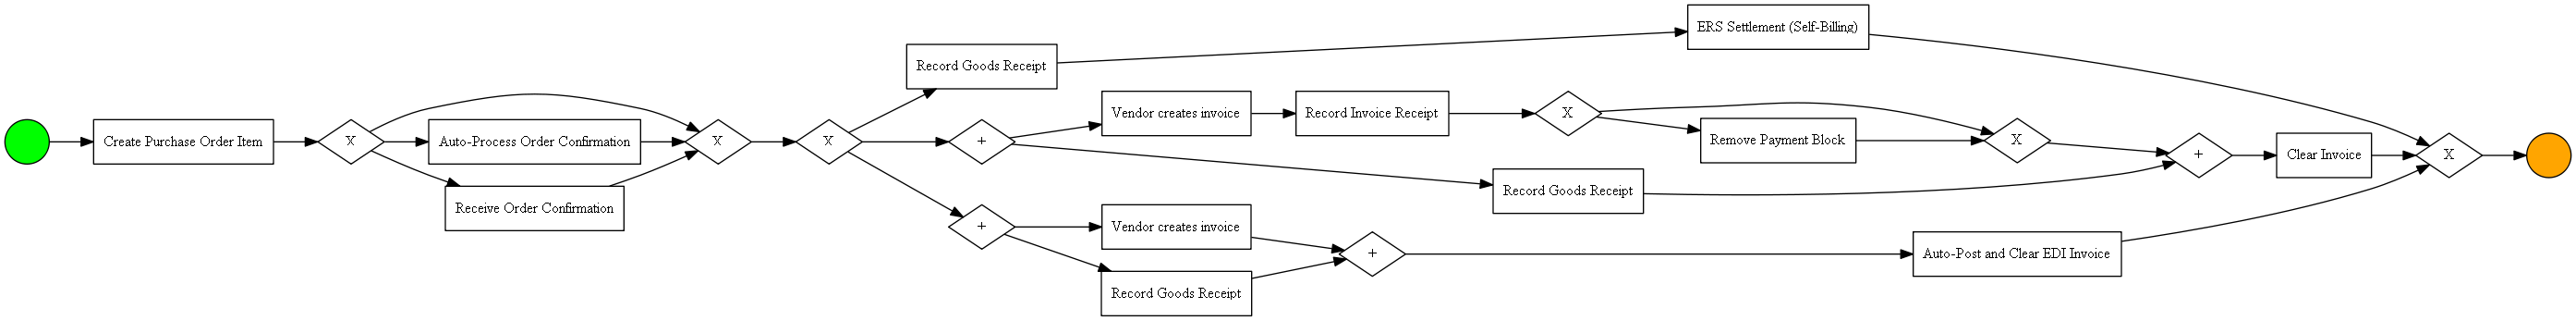 Create Purchase Order Item
X
Auto-Process Order Confirmation
Receive Order Confirmation
X
X
Record Goods Receipt
ERS Settlement (Self-Billing)
+
Vendor creates invoice
Record Invoice Receipt
X
Remove Payment Block
X
Record Goods Receipt
+
Clear Invoice
+
Vendor creates invoice
Record Goods Receipt
+
Auto-Post and Clear EDI Invoice
X